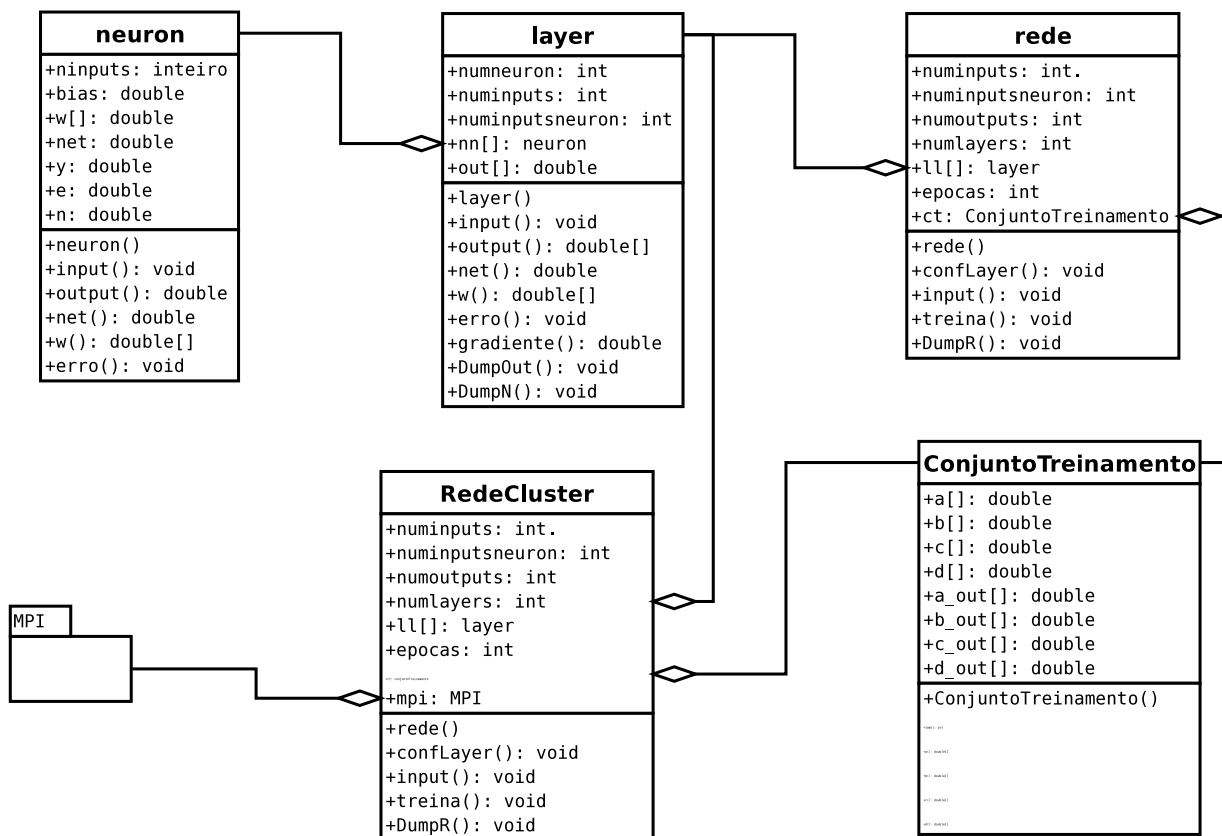 neuron
+ninputs: inteiro
+bias: double
+w[]: double
+net: double
+y: double
+e: double
+n: double
+neuron()
+input(): void
+output(): double
+net(): double
+w(): double[]
+erro(): void
layer
+numneuron: int
+numinputs: int
+numinputsneuron: int
+nn[]: neuron
+out[]: double
+layer()
+input(): void
+output(): double[]
+net(): double
+w(): double[]
+erro(): void
+gradiente(): double
+DumpOut(): void
+DumpN(): void
rede
+numinputs: int.
+numinputsneuron: int
+numoutputs: int
+numlayers: int
+ll[]: layer
+epocas: int
+ct: ConjuntoTreinamento
+rede()
+confLayer(): void
+input(): void
+treina(): void
+DumpR(): void
MPI
RedeCluster
+numinputs: int.
+numinputsneuron: int
+numoutputs: int
+numlayers: int
+ll[]: layer
+epocas: int
+ct: ConjuntoTreinamento
+mpi: MPI
+rede()
+confLayer(): void
+input(): void
+treina(): void
+DumpR(): void
ConjuntoTreinamento
+a[]: double
+b[]: double
+c[]: double
+d[]: double
+a_out[]: double
+b_out[]: double
+c_out[]: double
+d_out[]: double
+ConjuntoTreinamento()